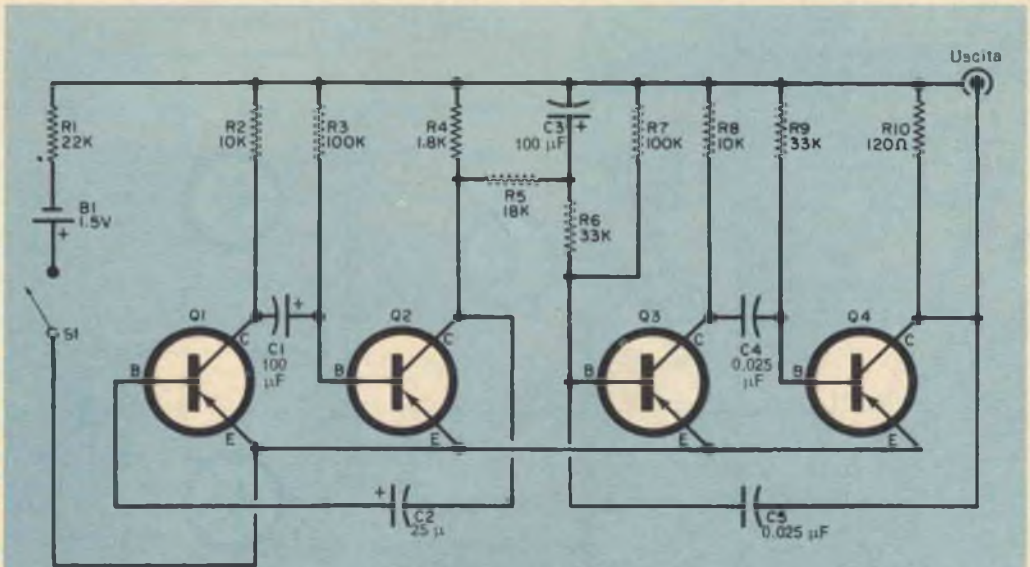 Uscita
R1
22K
R2
10K
R3
100K
R4
1.8K
C3
100 µF
+
R7
100K
R8
10K
R9
33K
R10
120Ω
R5
18K
R6
33K
B1
1.5V
+
S1
Q1
B
C
E
C1
100
µF
+
Q2
B
C
E
Q3
B
C
E
C4
0.025
µF
Q4
B
C
E
+
C2
25 µ
C5
0.025 µF